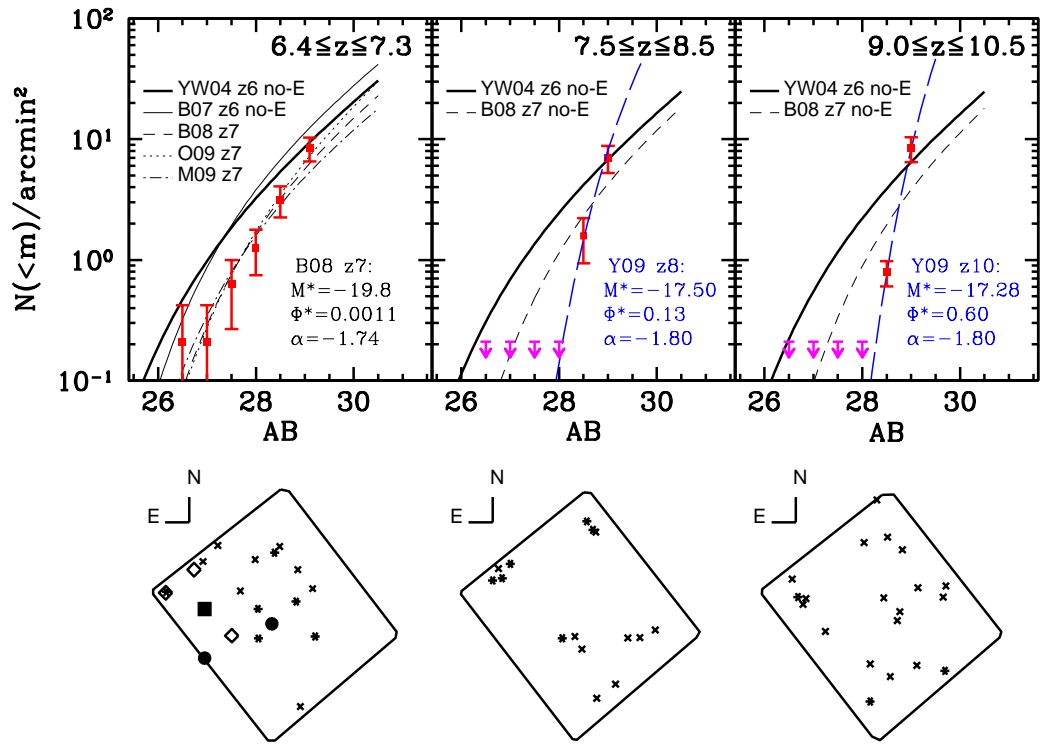 N(<m)/arcmin²
10²
10¹
10⁰
10⁻¹
6.4≤z≤7.3
YW04 z6 no-E
B07 z6 no-E
B08 z7
O09 z7
M09 z7
B08 z7:
M*=−19.8
Φ*=0.0011
α=−1.74
26 28 30
AB
7.5≤z≤8.5
YW04 z6 no-E
B08 z7 no-E
Y09 z8:
M*=−17.50
Φ*=0.13
α=−1.80
26 28 30
AB
9.0≤z≤10.5
YW04 z6 no-E
B08 z7 no-E
Y09 z10:
M*=−17.28
Φ*=0.60
α=−1.80
26 28 30
AB
N
E
N
E
N
E